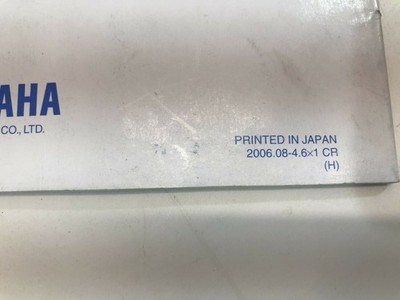 AHA
CO., LTD.
PRINTED IN JAPAN
2006.08-4.6×1 CR
(H)